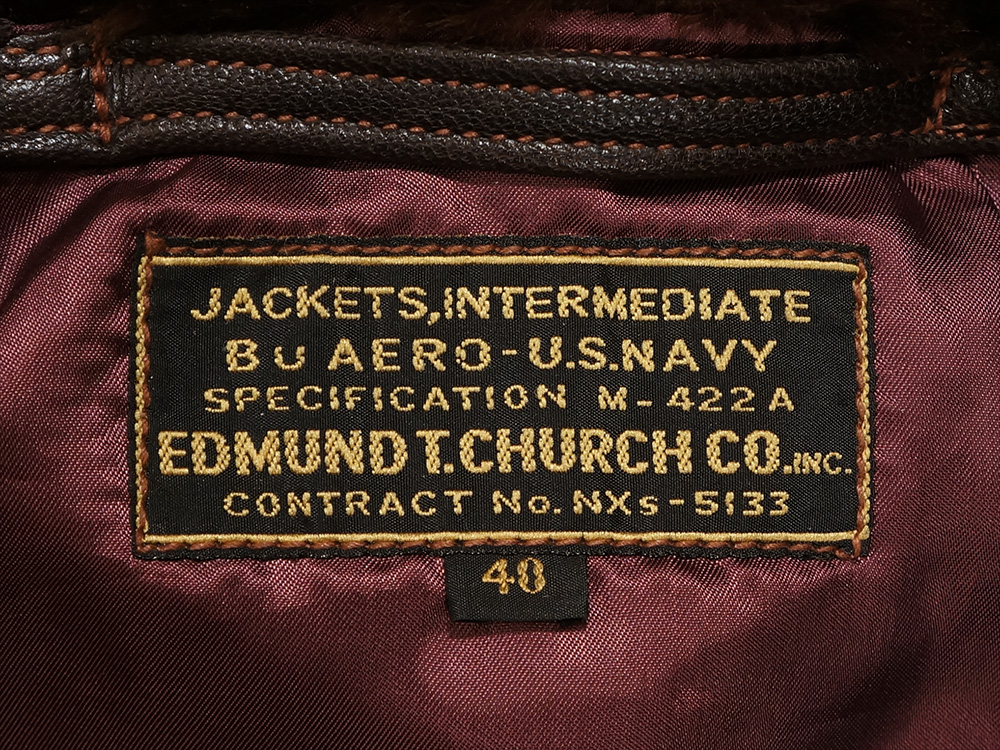 JACKETS,INTERMEDIATE
Bu AERO-U.S.NAVY
SPECIFICATION M-422A
EDMUND T.CHURCH CO.INC.
CONTRACT No.NXs-5133
40